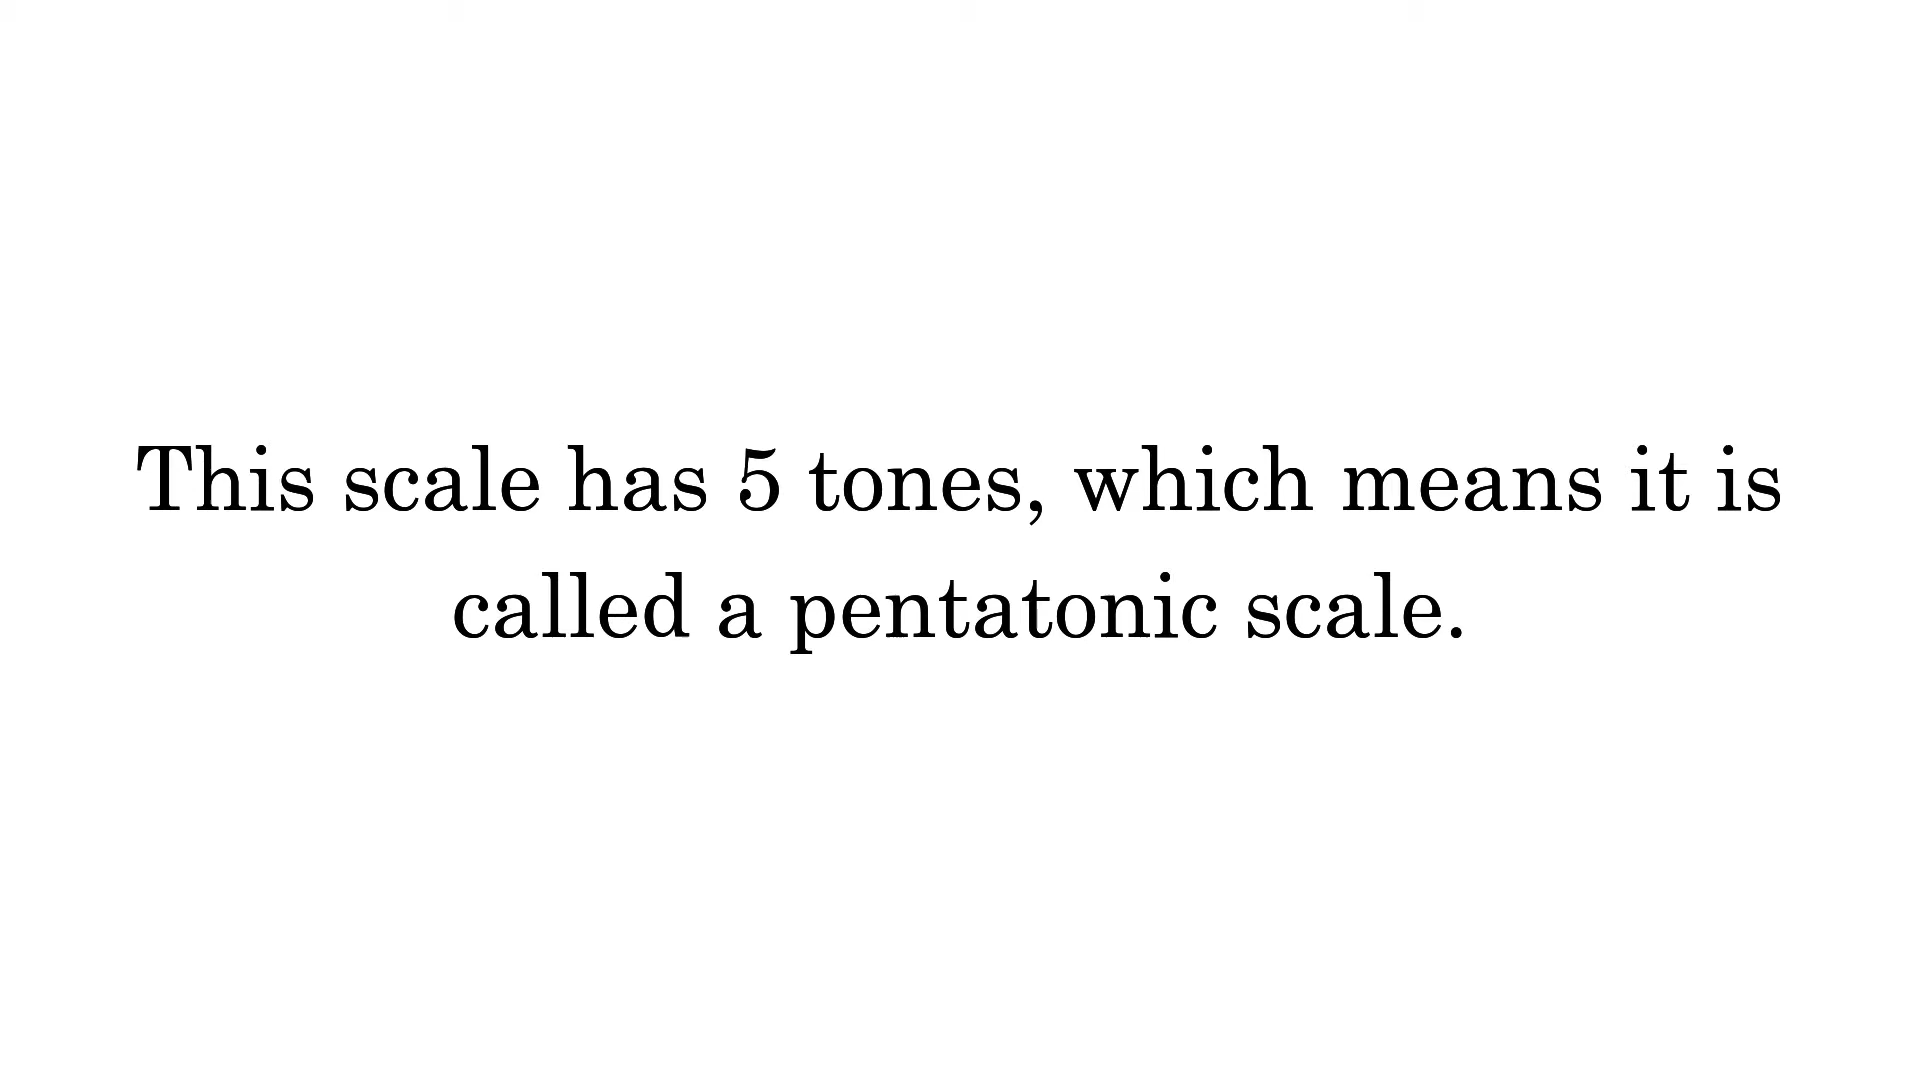 This scale has 5 tones, which means it is
called a pentatonic scale.